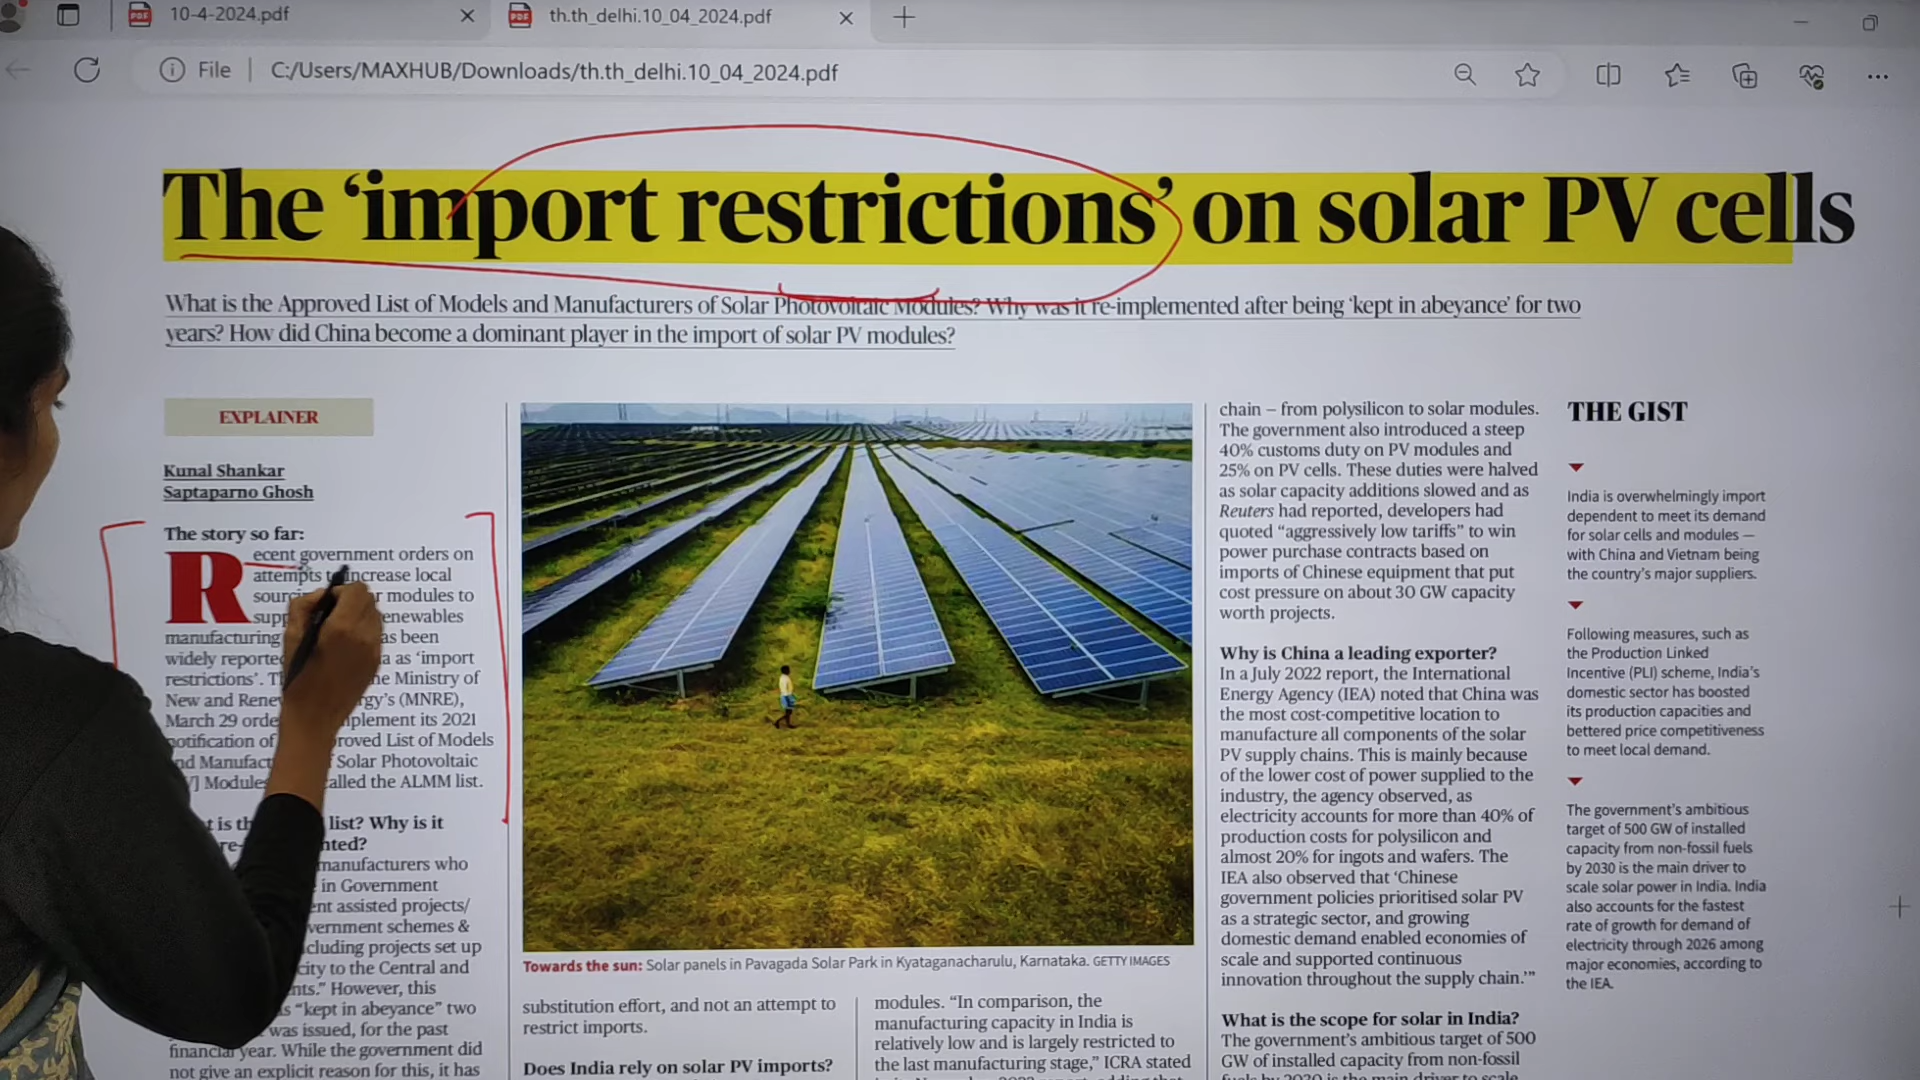 10-4-2024.pdf
th.th_delhi.10_04_2024.pdf
File
C:/Users/MAXHUB/Downloads/th.th_delhi.10_04_2024.pdf
The ‘import restrictions’ on solar PV cells
What is the Approved List of Models and Manufacturers of Solar Photovoltaic Modules? Why was it re-implemented after being ‘kept in abeyance’ for two
years? How did China become a dominant player in the import of solar PV modules?
EXPLAINER
Kunal Shankar
Saptaparno Ghosh
The story so far:
Recent government orders on
attempts to increase local
modules to
renewables
manufacturing has been
widely as ‘import
restrictions’. the Ministry of
New and (MNRE),
March 29 its 2021
notification of List of Models
Solar Photovoltaic
called the ALMM list.
list? Why is it
manufacturers who
in Government
assisted projects/
schemes &
including projects set up
to the Central and
However, this
“kept in abeyance” two
was issued, for the past
financial year. While the government did
not give an explicit reason for this, it has
Towards the sun: Solar panels in Pavagada Solar Park in Kyataganacharulu, Karnataka. GETTY IMAGES
substitution effort, and not an attempt to
restrict imports.
Does India rely on solar PV imports?
modules. “In comparison, the
manufacturing capacity in India is
relatively low and is largely restricted to
the last manufacturing stage,” ICRA stated
chain – from polysilicon to solar modules.
The government also introduced a steep
40% customs duty on PV modules and
25% on PV cells. These duties were halved
as solar capacity additions slowed and as
Reuters had reported, developers had
quoted “aggressively low tariffs” to win
power purchase contracts based on
imports of Chinese equipment that put
cost pressure on about 30 GW capacity
worth projects.
Why is China a leading exporter?
In a July 2022 report, the International
Energy Agency (IEA) noted that China was
the most cost-competitive location to
manufacture all components of the solar
PV supply chains. This is mainly because
of the lower cost of power supplied to the
industry, the agency observed, as
electricity accounts for more than 40% of
production costs for polysilicon and
almost 20% for ingots and wafers. The
IEA also observed that ‘Chinese
government policies prioritised solar PV
as a strategic sector, and growing
domestic demand enabled economies of
scale and supported continuous
innovation throughout the supply chain.’”
What is the scope for solar in India?
The government’s ambitious target of 500
GW of installed capacity from non-fossil
THE GIST
India is overwhelmingly import
dependent to meet its demand
for solar cells and modules —
with China and Vietnam being
the country’s major suppliers.
Following measures, such as
the Production Linked
Incentive (PLI) scheme, India’s
domestic sector has boosted
its production capacities and
bettered price competitiveness
to meet local demand.
The government’s ambitious
target of 500 GW of installed
capacity from non-fossil fuels
by 2030 is the main driver to
scale solar power in India. India
also accounts for the fastest
rate of growth for demand of
electricity through 2026 among
major economies, according to
the IEA.